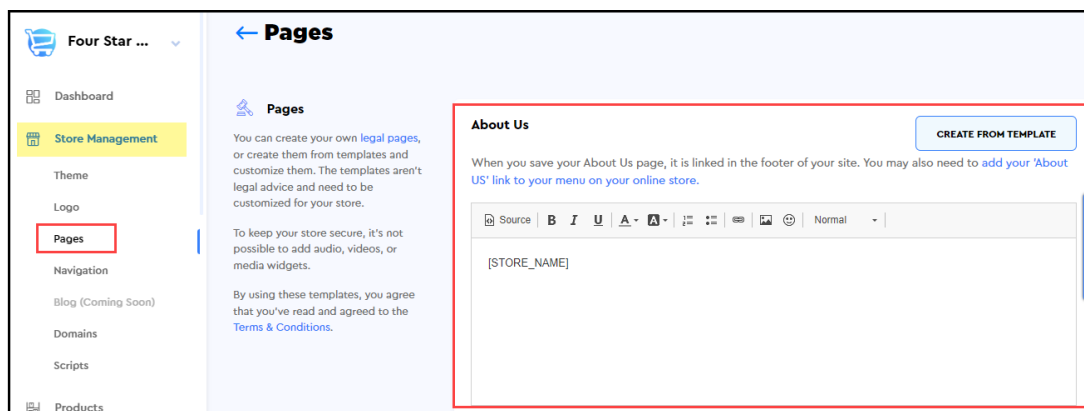 Four Star ...
Dashboard
Store Management
Theme
Logo
Pages
Navigation
Blog (Coming Soon)
Domains
Scripts
Products
← Pages
Pages
You can create your own legal pages,
or create them from templates and
customize them. The templates aren't
legal advice and need to be
customized for your store.
To keep your store secure, it's not
possible to add audio, videos, or
media widgets.
By using these templates, you agree
that you've read and agreed to the
Terms & Conditions.
About Us
CREATE FROM TEMPLATE
When you save your About Us page, it is linked in the footer of your site. You may also need to add your 'About
US' link to your menu on your online store.
Source B I U A A Normal
[STORE_NAME]